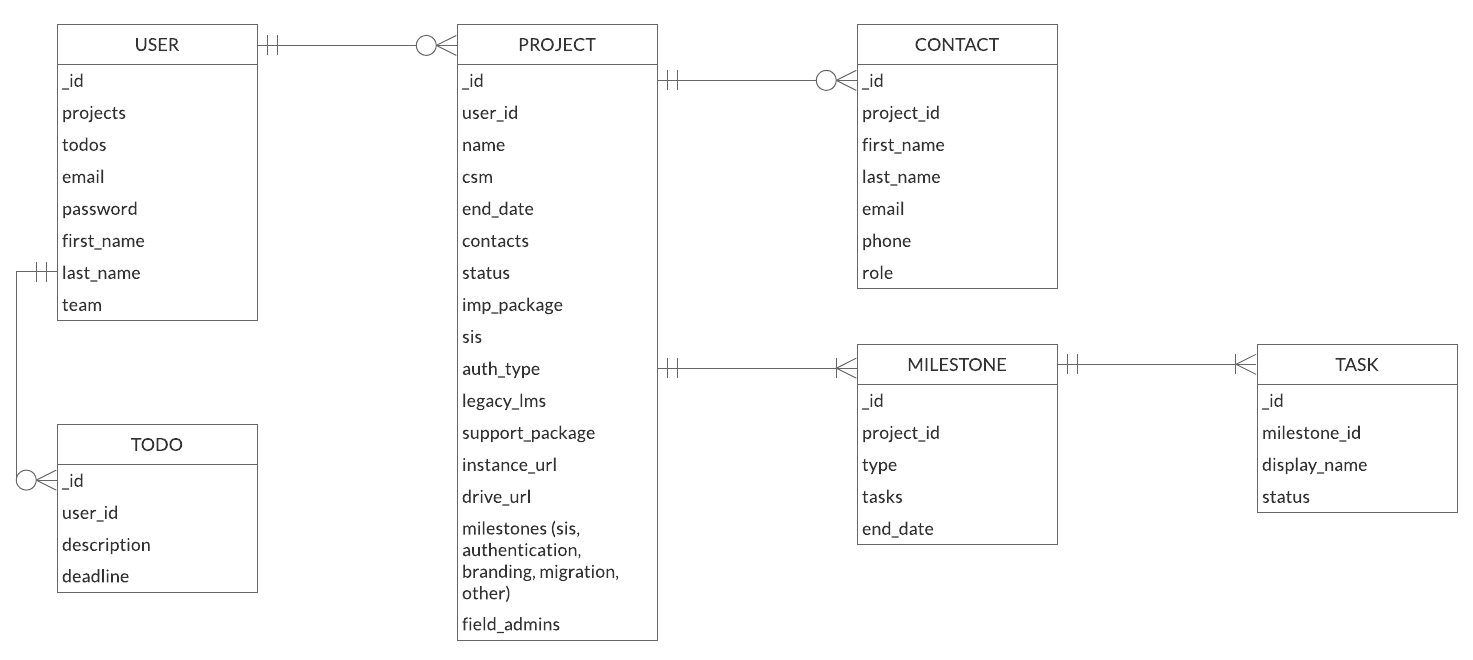 USER
_id
projects
todos
email
password
first_name
last_name
team
TODO
_id
user_id
description
deadline
PROJECT
_id
user_id
name
csm
end_date
contacts
status
imp_package
sis
auth_type
legacy_lms
support_package
instance_url
drive_url
milestones (sis,
authentication,
branding, migration,
other)
field_admins
CONTACT
_id
project_id
first_name
last_name
email
phone
role
MILESTONE
_id
project_id
type
tasks
end_date
TASK
_id
milestone_id
display_name
status